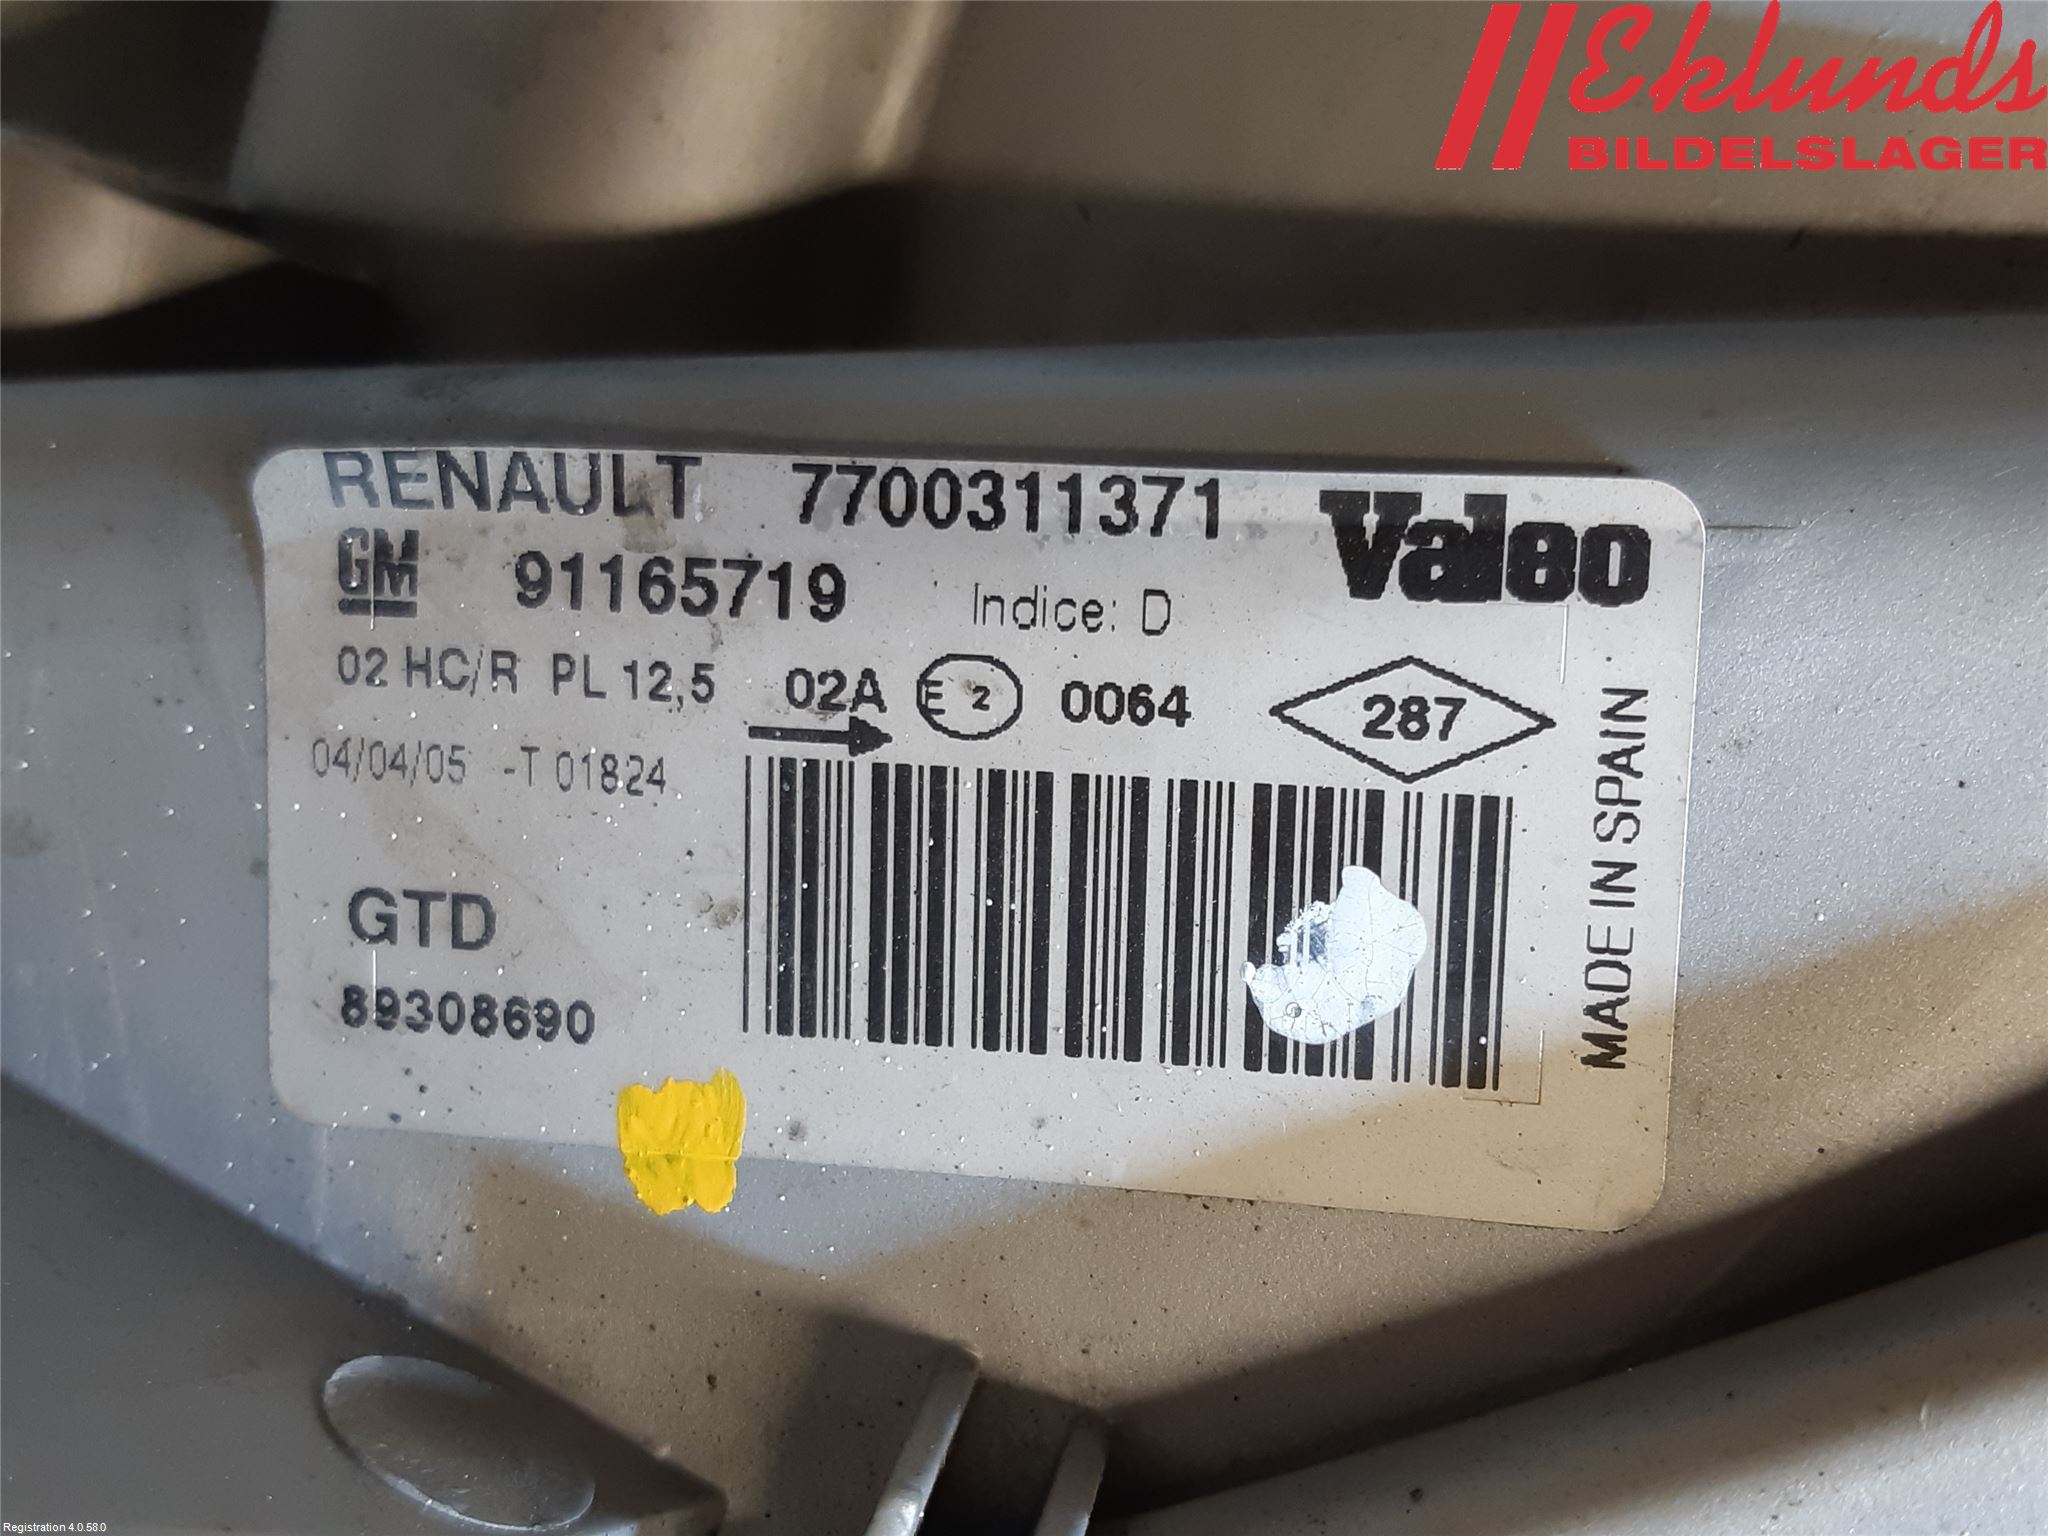 Eklunds
BILDELSLAGER
RENAULT 7700311371
Valeo
GM 91165719 Indice: D
02 HC/R PL 12,5 02A E 2 0064 287
04/04/05 -T 01824
GTD
89308690
MADE IN SPAIN
Registration 4.0.58.0